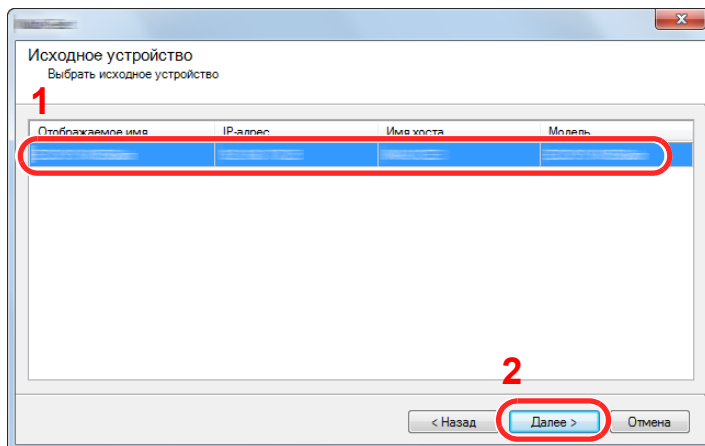 Исходное устройство
Выбрать исходное устройство
1
Отображаемое имя IP-адрес Имя хоста Модель
2
< Назад Далее > Отмена